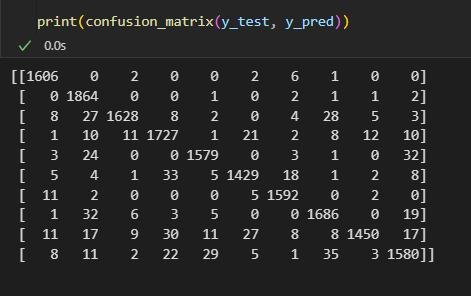 print(confusion_matrix(y_test, y_pred))
0.0s
[[1606 0 2 0 0 2 6 1 0 0]
[ 0 1864 0 0 1 0 2 1 1 2]
[ 8 27 1628 8 2 0 4 28 5 3]
[ 1 10 11 1727 1 21 2 8 12 10]
[ 3 24 0 0 1579 0 3 1 0 32]
[ 5 4 1 33 5 1429 18 1 2 8]
[ 11 2 0 0 0 5 1592 0 2 0]
[ 1 32 6 3 5 0 0 1686 0 19]
[ 11 17 9 30 11 27 8 8 1450 17]
[ 8 11 2 22 29 5 1 35 3 1580]]